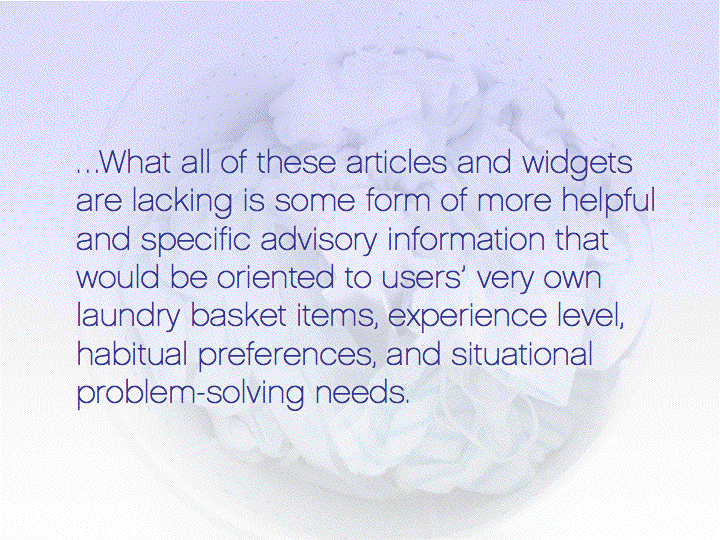 ...What all of these articles and widgets
are lacking is some form of more helpful
and specific advisory information that
would be oriented to users’ very own
laundry basket items, experience level,
habitual preferences, and situational
problem-solving needs.